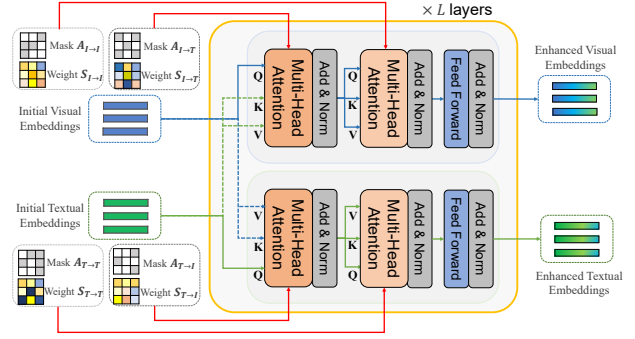 × L layers
Mask A_{I→I}
Weight S_{I→I}
Mask A_{I→T}
Weight S_{I→T}
Initial Visual
Embeddings
Q
K
V
Multi-Head
Attention
Add & Norm
Q
K
V
Multi-Head
Attention
Add & Norm
Feed Forward
Add & Norm
Enhanced Visual
Embeddings
Initial Textual
Embeddings
V
K
Q
Multi-Head
Attention
Add & Norm
V
K
Q
Multi-Head
Attention
Add & Norm
Feed Forward
Add & Norm
Enhanced Textual
Embeddings
Mask A_{T→T}
Weight S_{T→T}
Mask A_{T→I}
Weight S_{T→I}